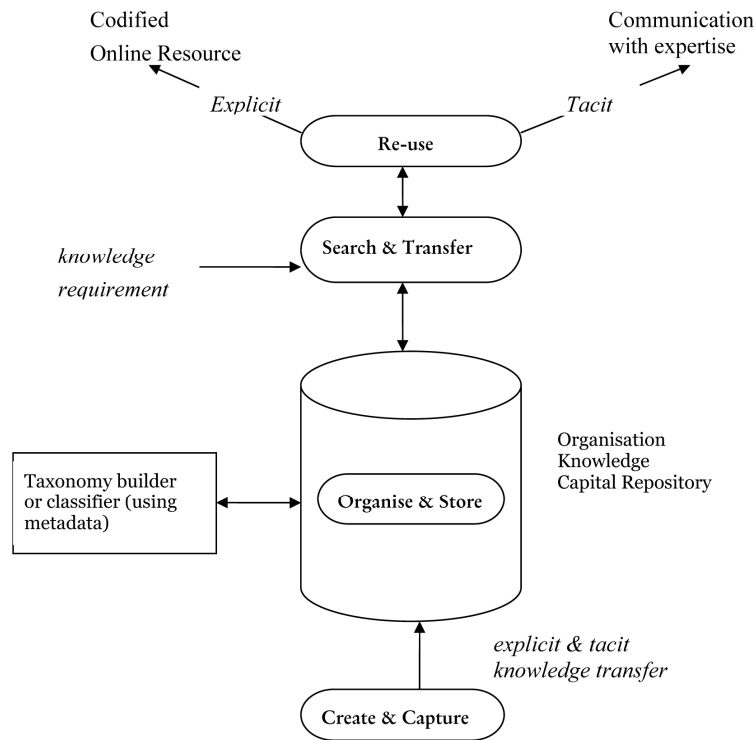 Codified
Online Resource
Communication
with expertise
Explicit
Tacit
Re-use
Search & Transfer
knowledge
requirement
Organisation
Knowledge
Capital Repository
Taxonomy builder
or classifier (using
metadata)
Organise & Store
explicit & tacit
knowledge transfer
Create & Capture